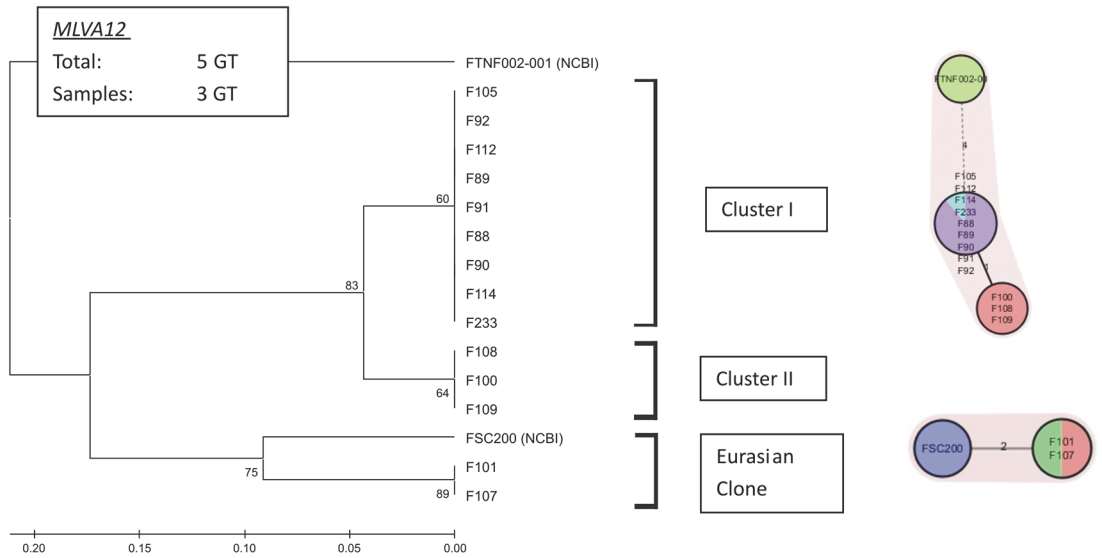 MLVA12
Total: 5 GT
Samples: 3 GT
FTNF002-001 (NCBI)
F105
F92
F112
F89
F91
F88
F90
F114
F233
F108
F100
F109
FSC200 (NCBI)
F101
F107
60
83
64
75
89
0.20 0.15 0.10 0.05 0.00
Cluster I
Cluster II
Eurasian
Clone
FTNF002-00
4
F105
F112
F114
F233
F88
F89
F90
F91
F92
1
F100
F108
F109
FSC200
2
F101
F107